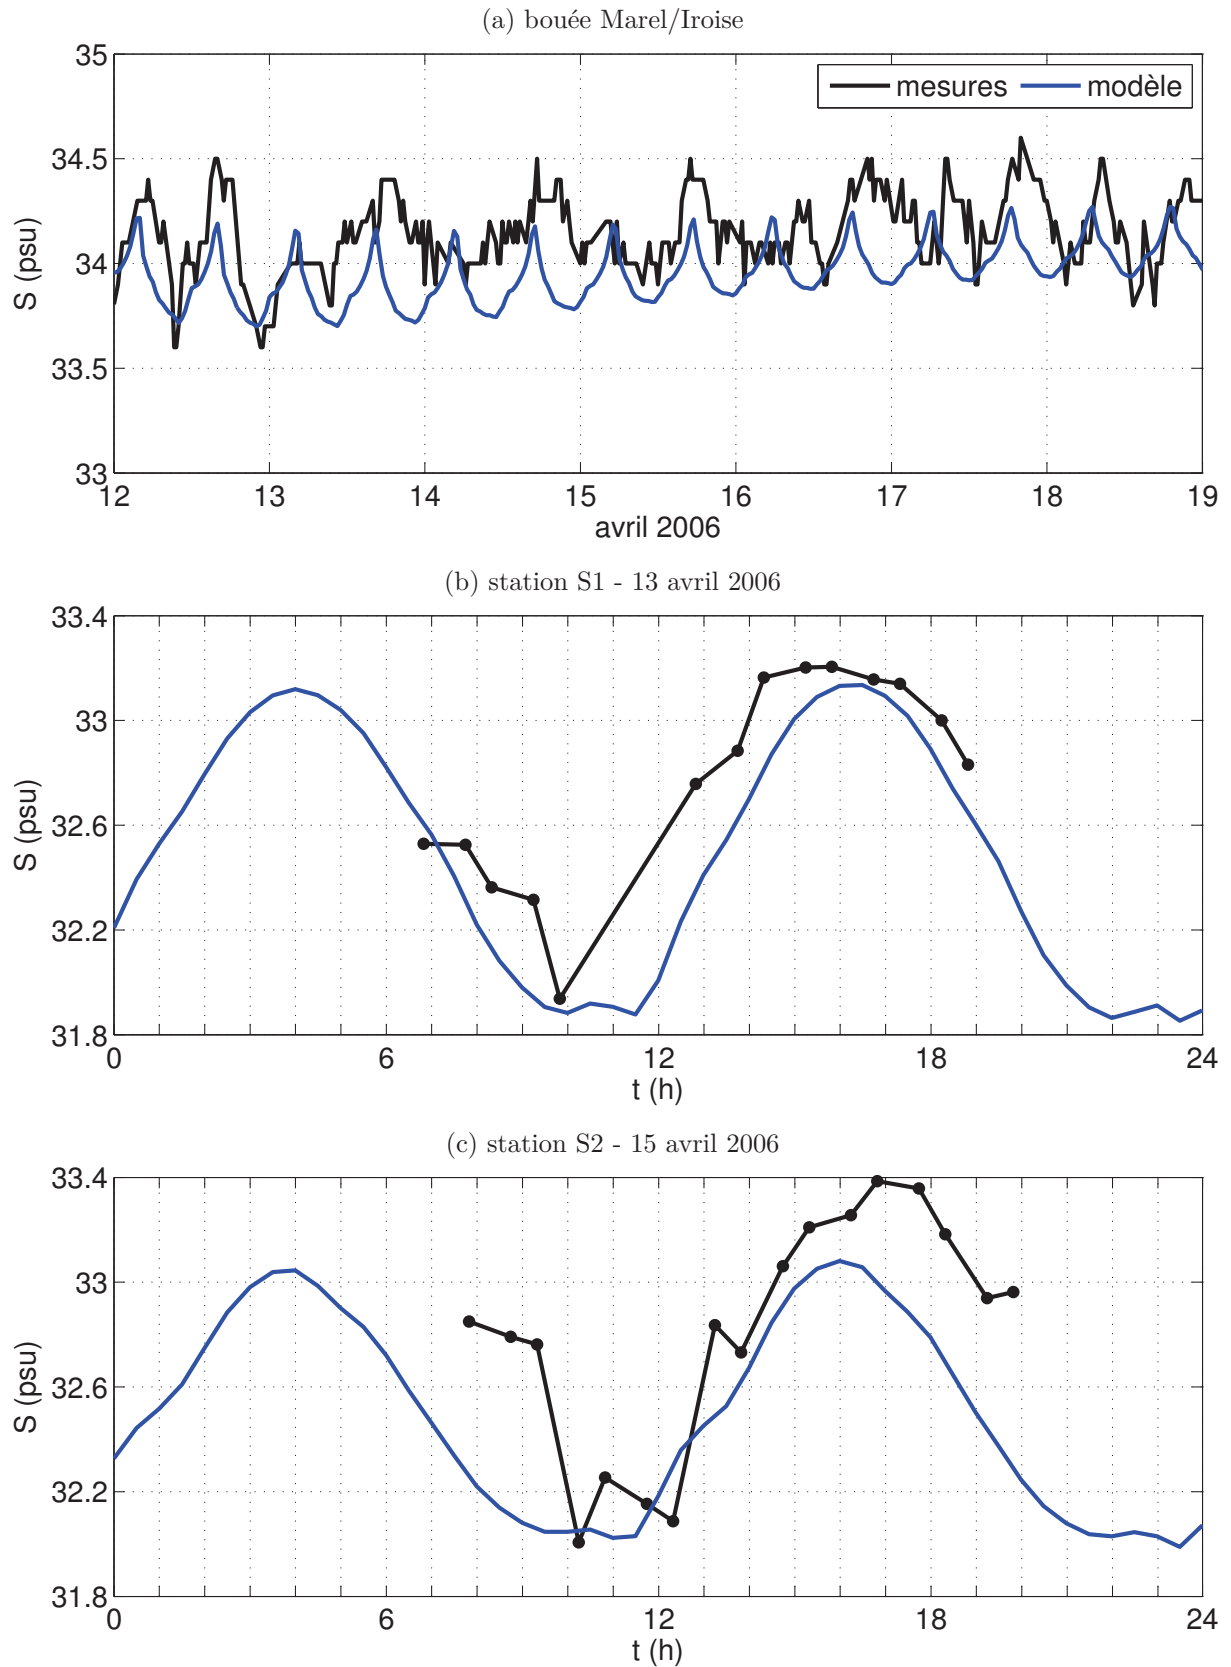 (a) bouée Marel/Iroise
35
34.5
34
33.5
33
S (psu)
mesures modèle
12 13 14 15 16 17 18 19
avril 2006
(b) station S1 - 13 avril 2006
33.4
33
32.6
32.2
31.8
S (psu)
0 6 12 18 24
t (h)
(c) station S2 - 15 avril 2006
33.4
33
32.6
32.2
31.8
S (psu)
0 6 12 18 24
t (h)